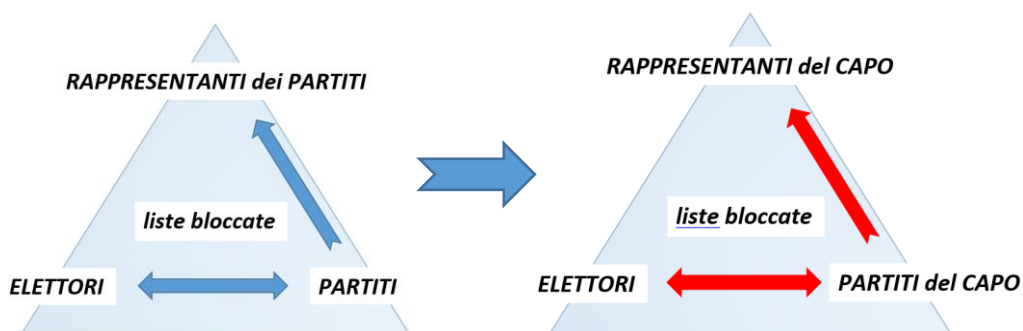 RAPPRESENTANTI dei PARTITI
liste bloccate
ELETTORI
PARTITI
RAPPRESENTANTI del CAPO
liste bloccate
ELETTORI
PARTITI del CAPO